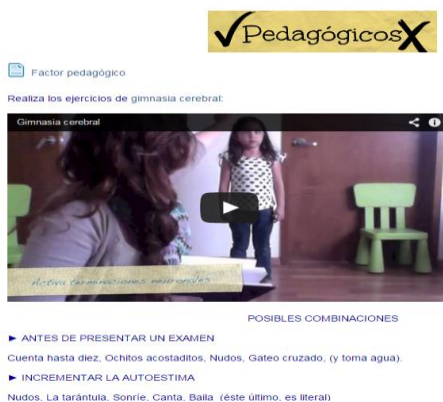 ✓PedagógicosX
Factor pedagógico
Realiza los ejercicios de gimnasia cerebral:
Gimnasia cerebral
Activa terminaciones neuronales
POSIBLES COMBINACIONES
► ANTES DE PRESENTAR UN EXAMEN
Cuenta hasta diez, Ochitos acostaditos, Nudos, Gateo cruzado, (y toma agua).
► INCREMENTAR LA AUTOESTIMA
Nudos, La tarántula, Sonríe, Canta, Baila (éste último, es literal)